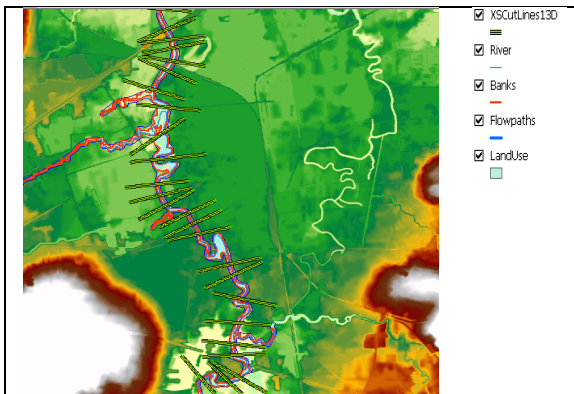 XSCutLines13D
River
Banks
Flowpaths
LandUse